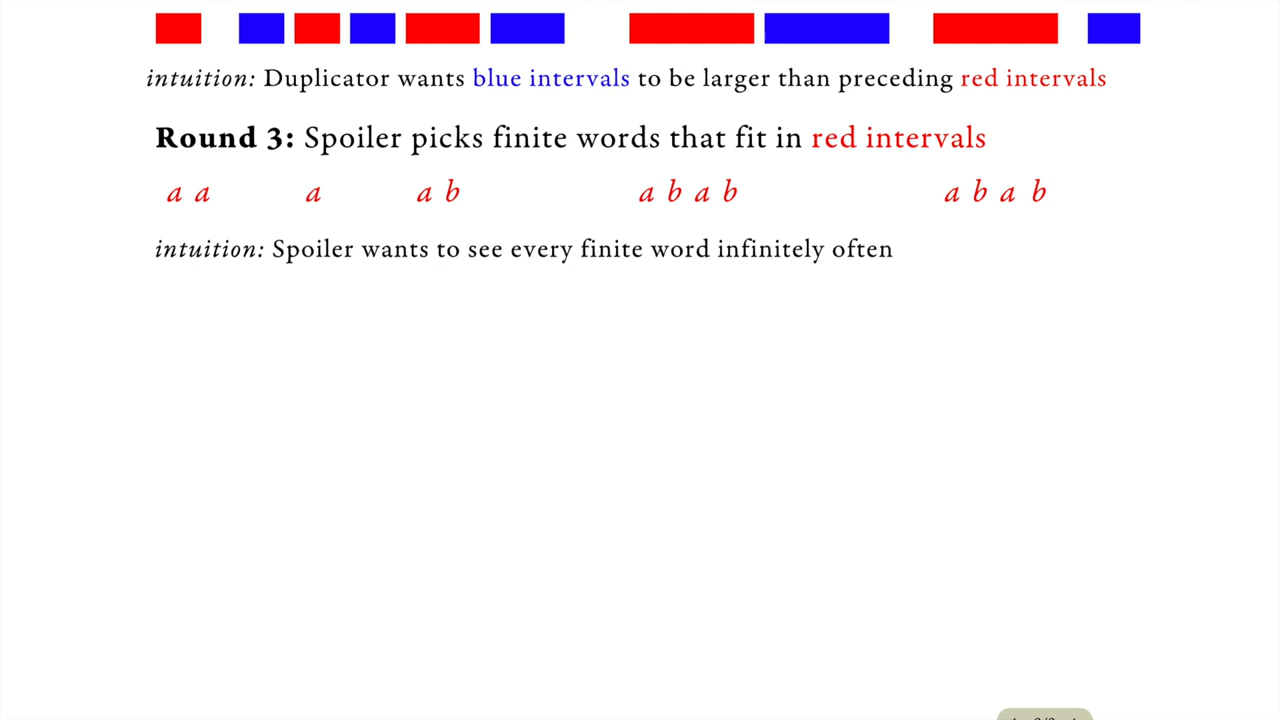 intuition: Duplicator wants blue intervals to be larger than preceding red intervals
Round 3: Spoiler picks finite words that fit in red intervals
a a a a b a b a b a b a b
intuition: Spoiler wants to see every finite word infinitely often